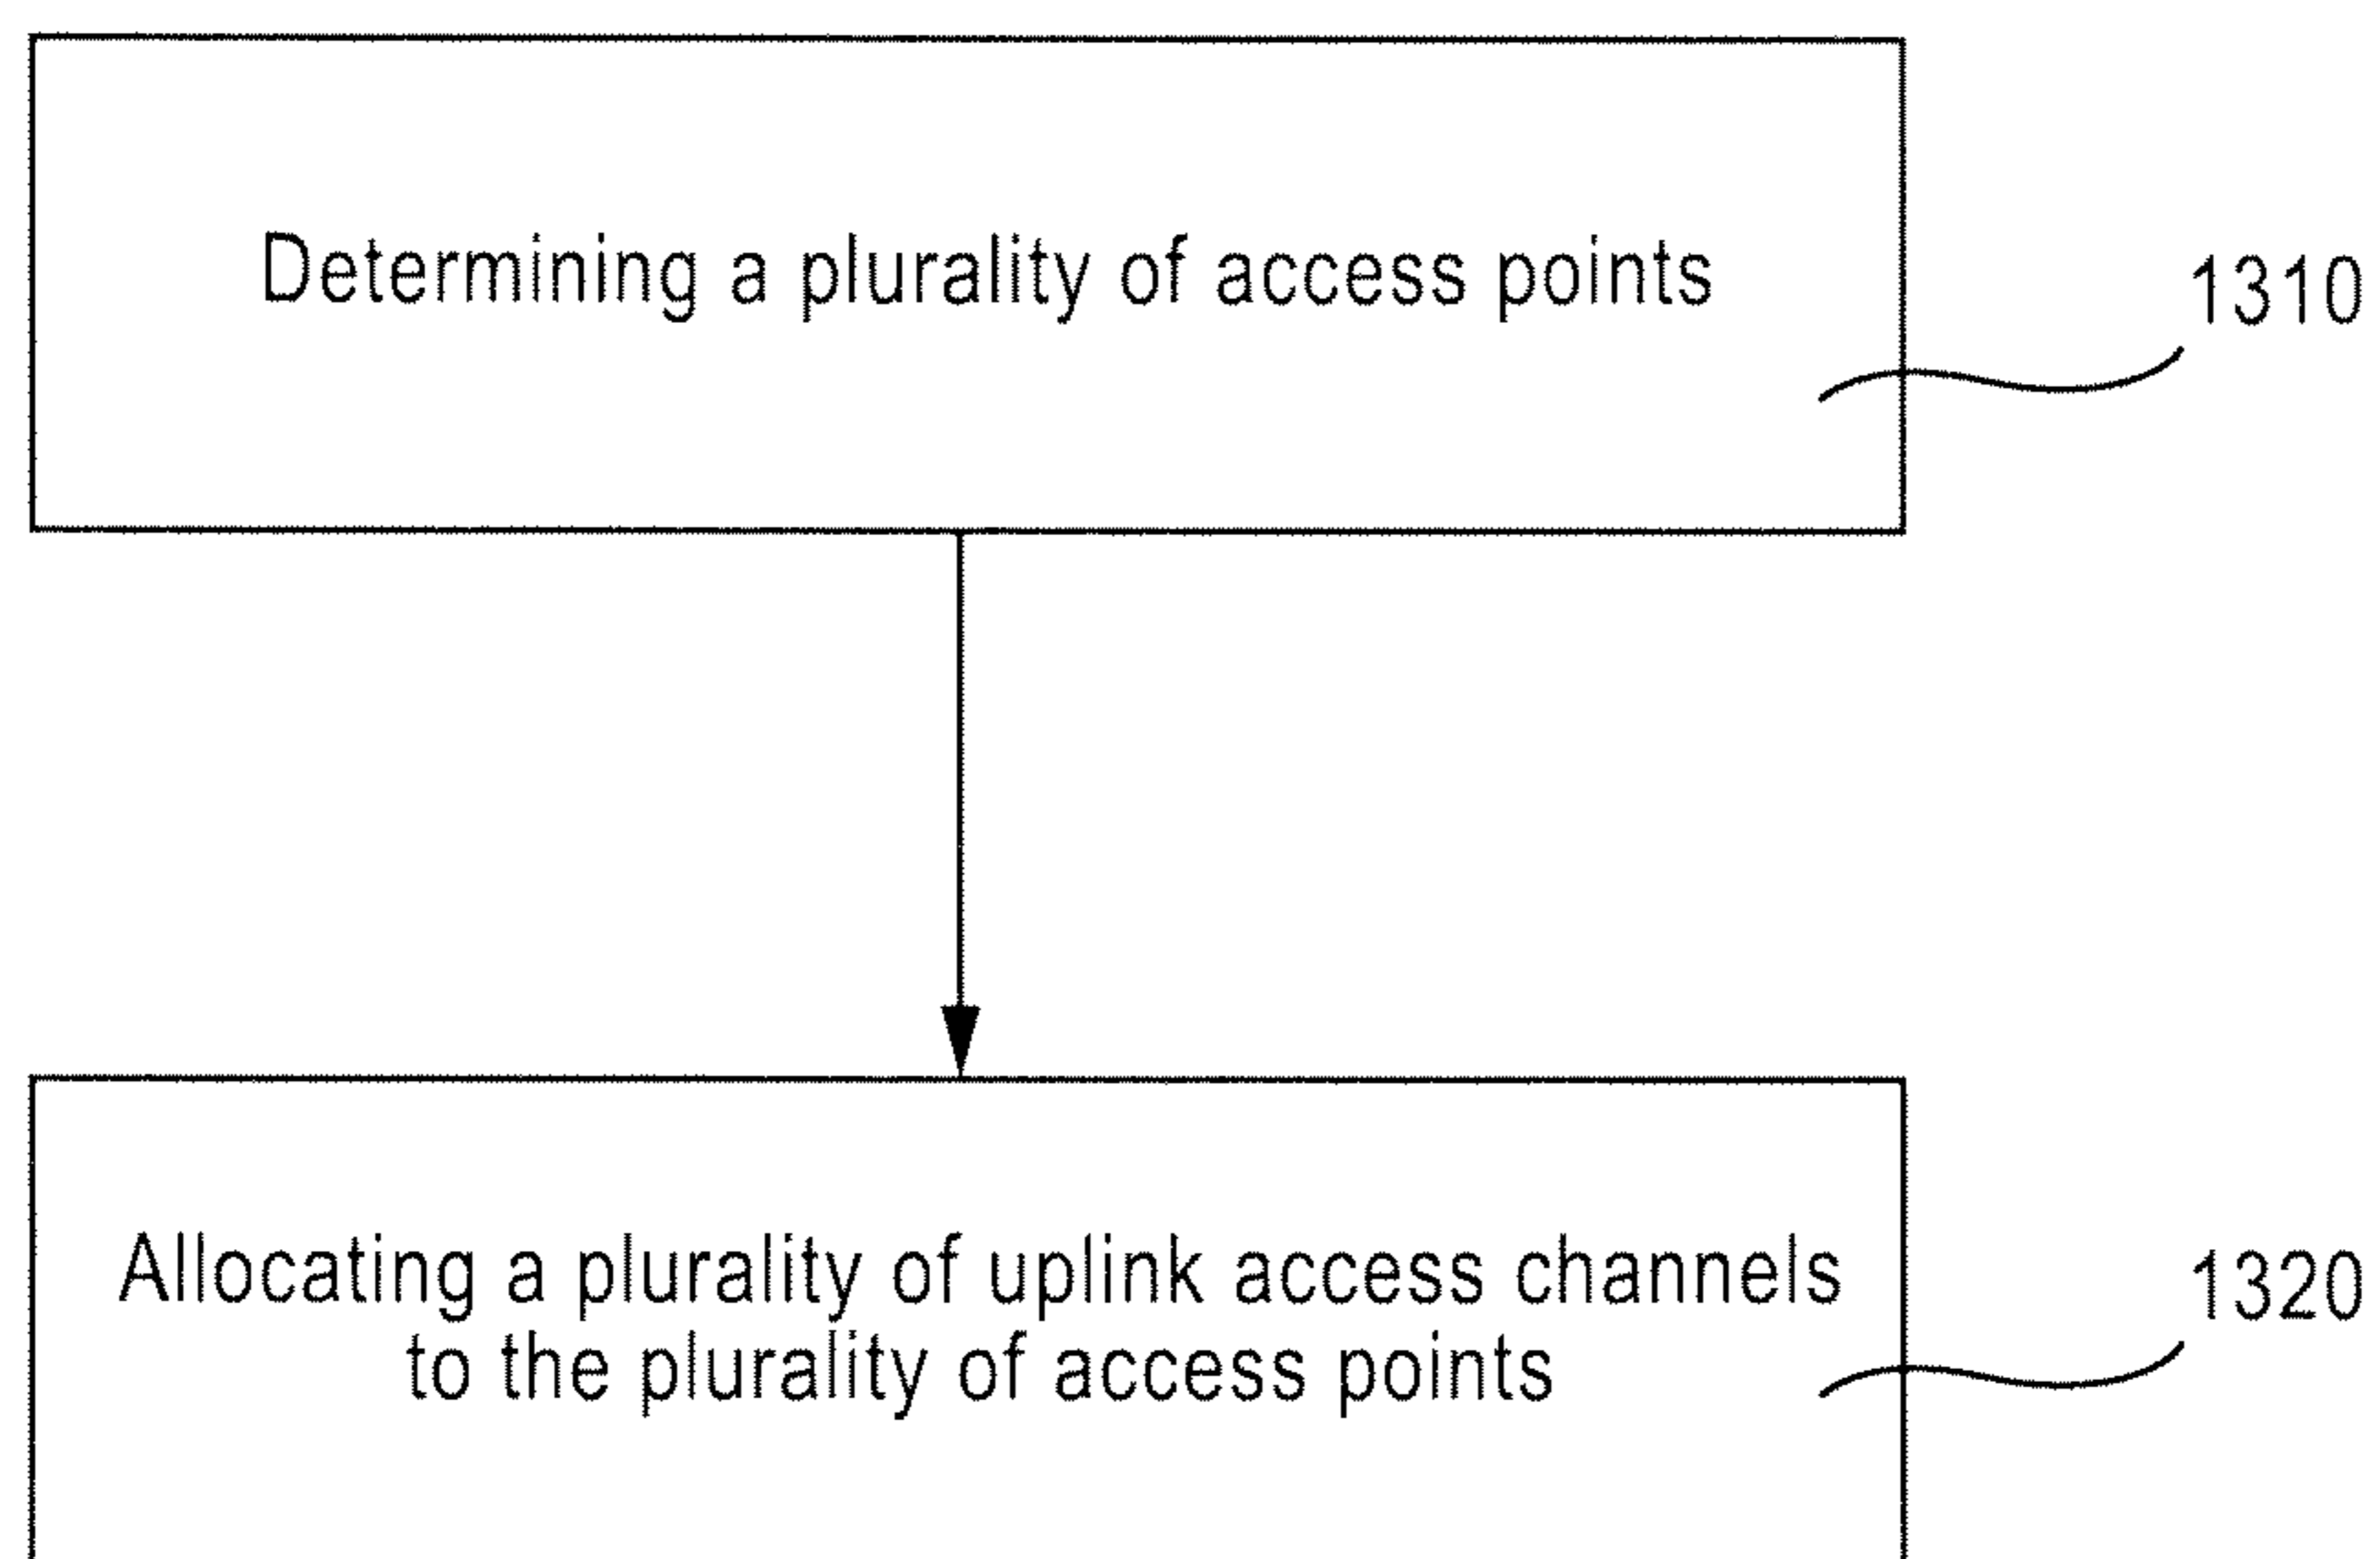 Determining a plurality of access points
1310
Allocating a plurality of uplink access channels
to the plurality of access points
1320